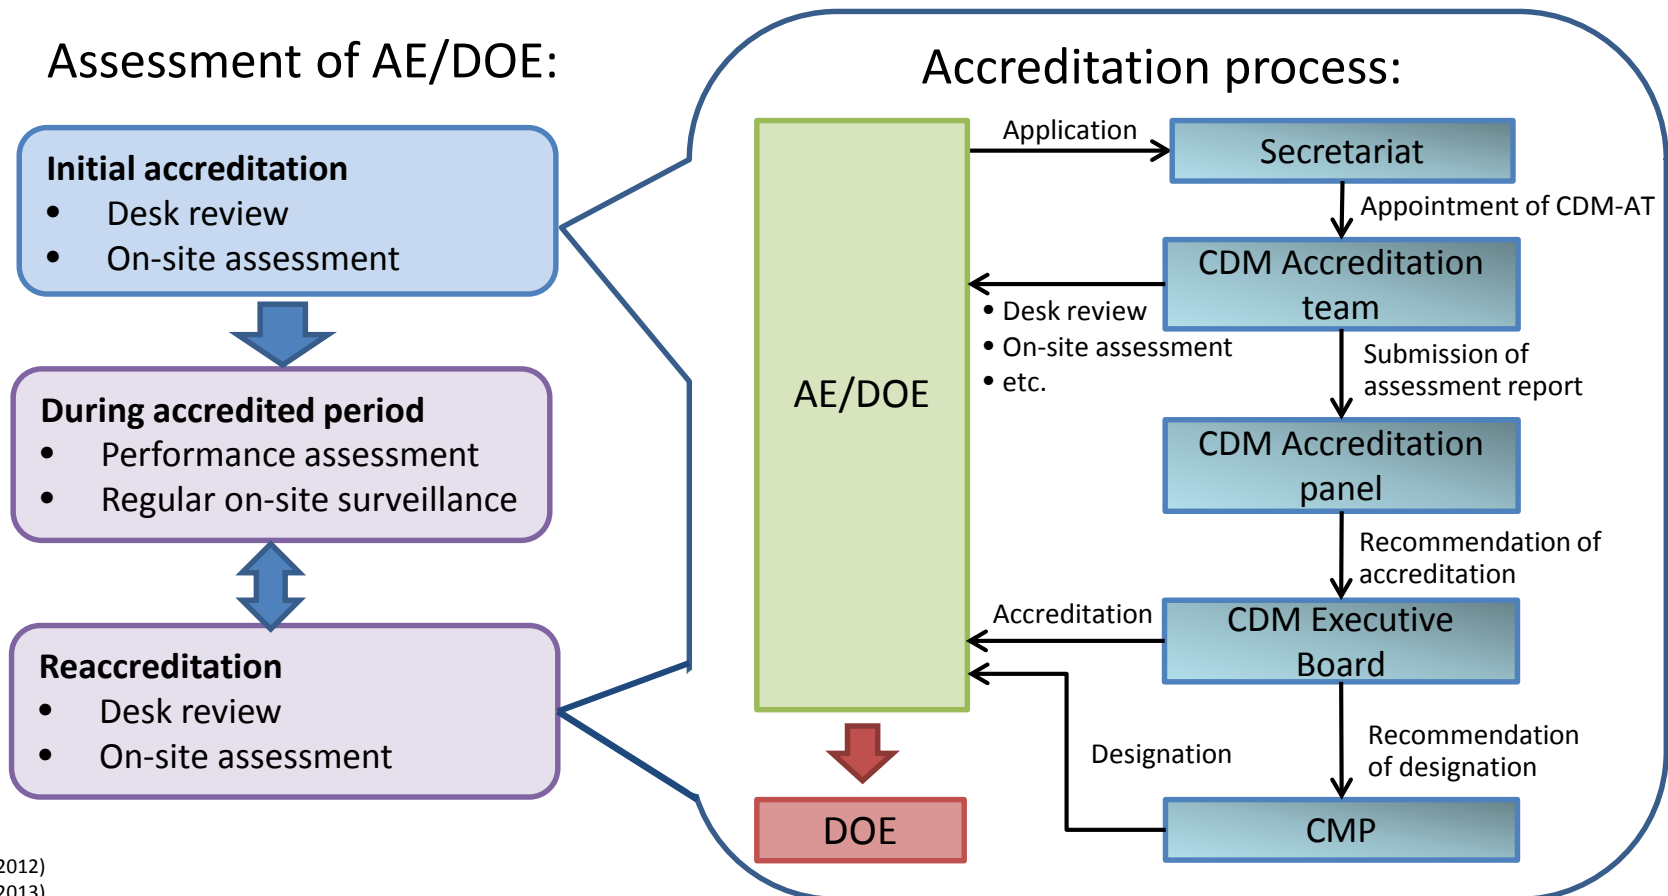 Assessment of AE/DOE:
Initial accreditation
• Desk review
• On-site assessment
During accredited period
• Performance assessment
• Regular on-site surveillance
Reaccreditation
• Desk review
• On-site assessment
2012)
2013)
Accreditation process:
AE/DOE
DOE
Application
Secretariat
Appointment of CDM-AT
CDM Accreditation
team
• Desk review
• On-site assessment
• etc.
Submission of
assessment report
CDM Accreditation
panel
Recommendation of
accreditation
Accreditation
CDM Executive
Board
Designation
Recommendation
of designation
CMP